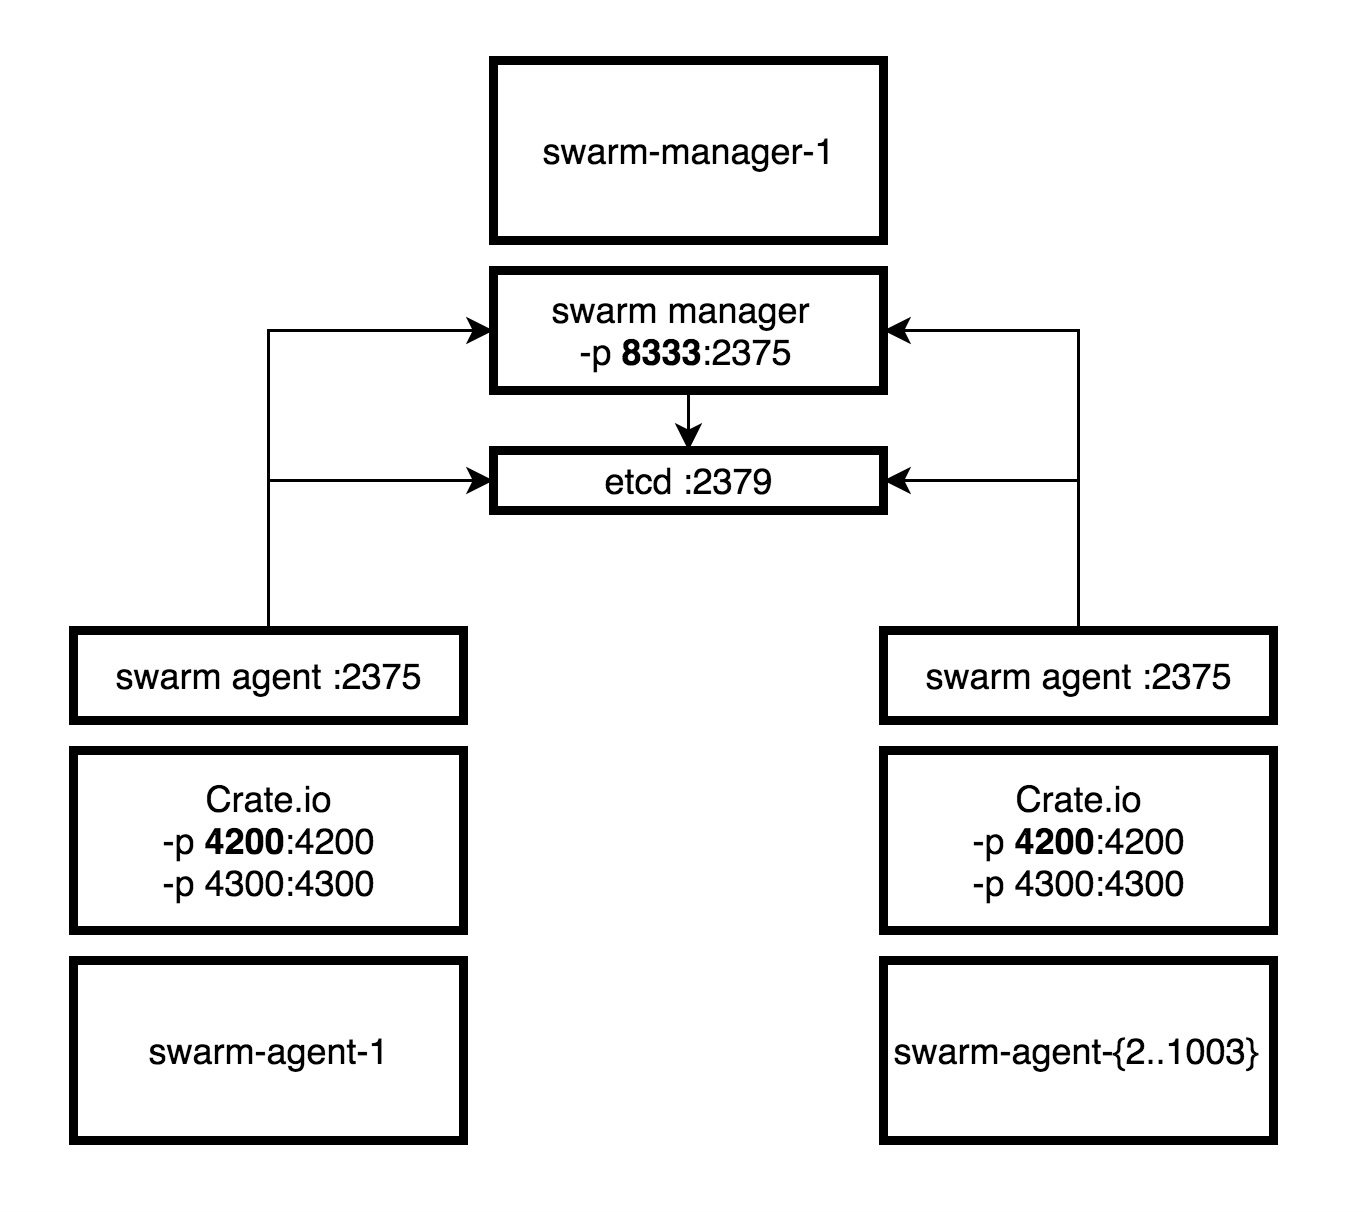 swarm-manager-1
swarm manager
-p 8333:2375
etcd :2379
swarm agent :2375
Crate.io
-p 4200:4200
-p 4300:4300
swarm-agent-1
swarm agent :2375
Crate.io
-p 4200:4200
-p 4300:4300
swarm-agent-{2..1003}